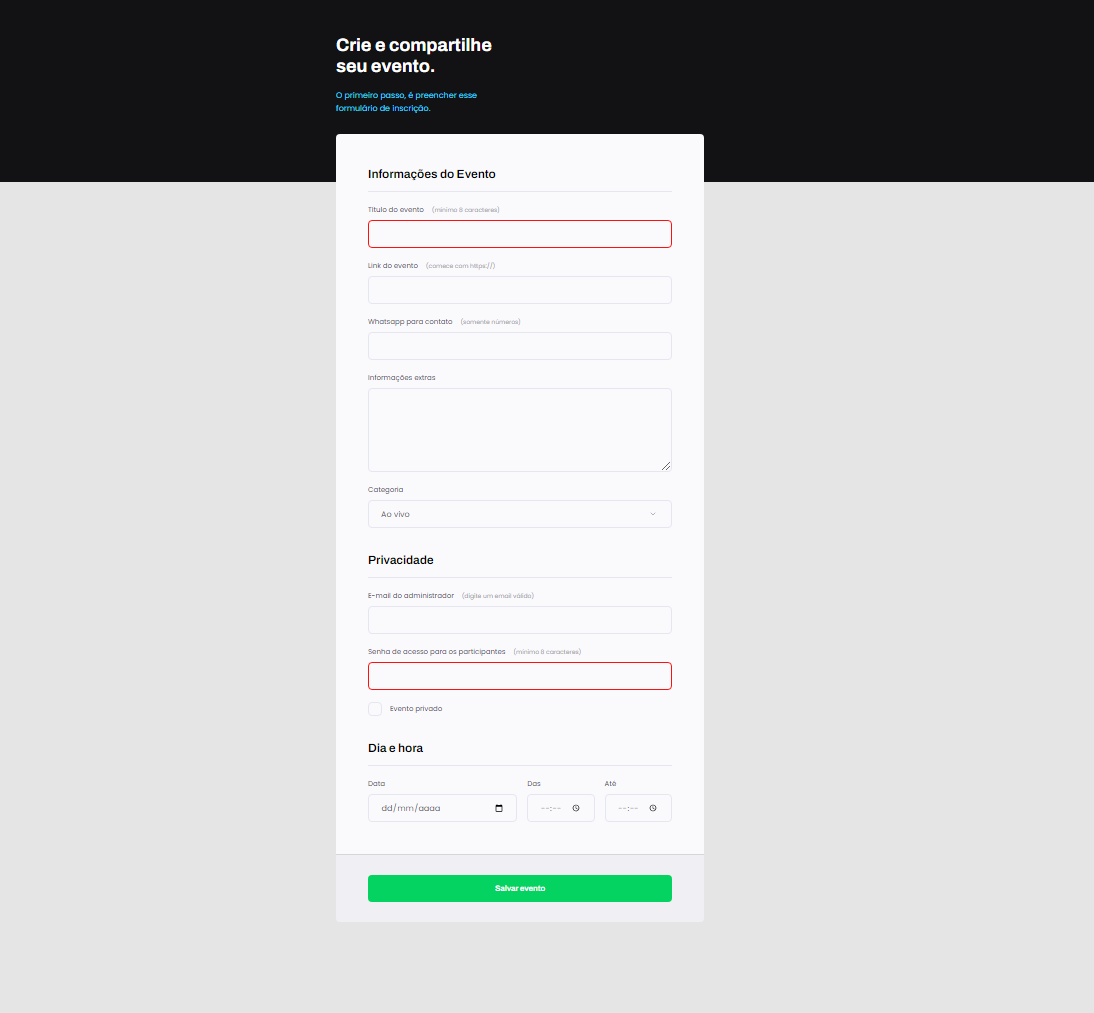 Crie e compartilhe
seu evento.
O primeiro passo, é preencher esse
formulário de inscrição.
Informações do Evento
Título do evento (mínimo 8 caracteres)
Link do evento (comece com https://)
Whatsapp para contato (somente números)
Informações extras
Categoria
Ao vivo
Privacidade
E-mail do administrador (digite um email válido)
Senha de acesso para os participantes (mínimo 8 caracteres)
Evento privado
Dia e hora
Data Das Até
dd/mm/aaaa --:-- --:--
Salvar evento